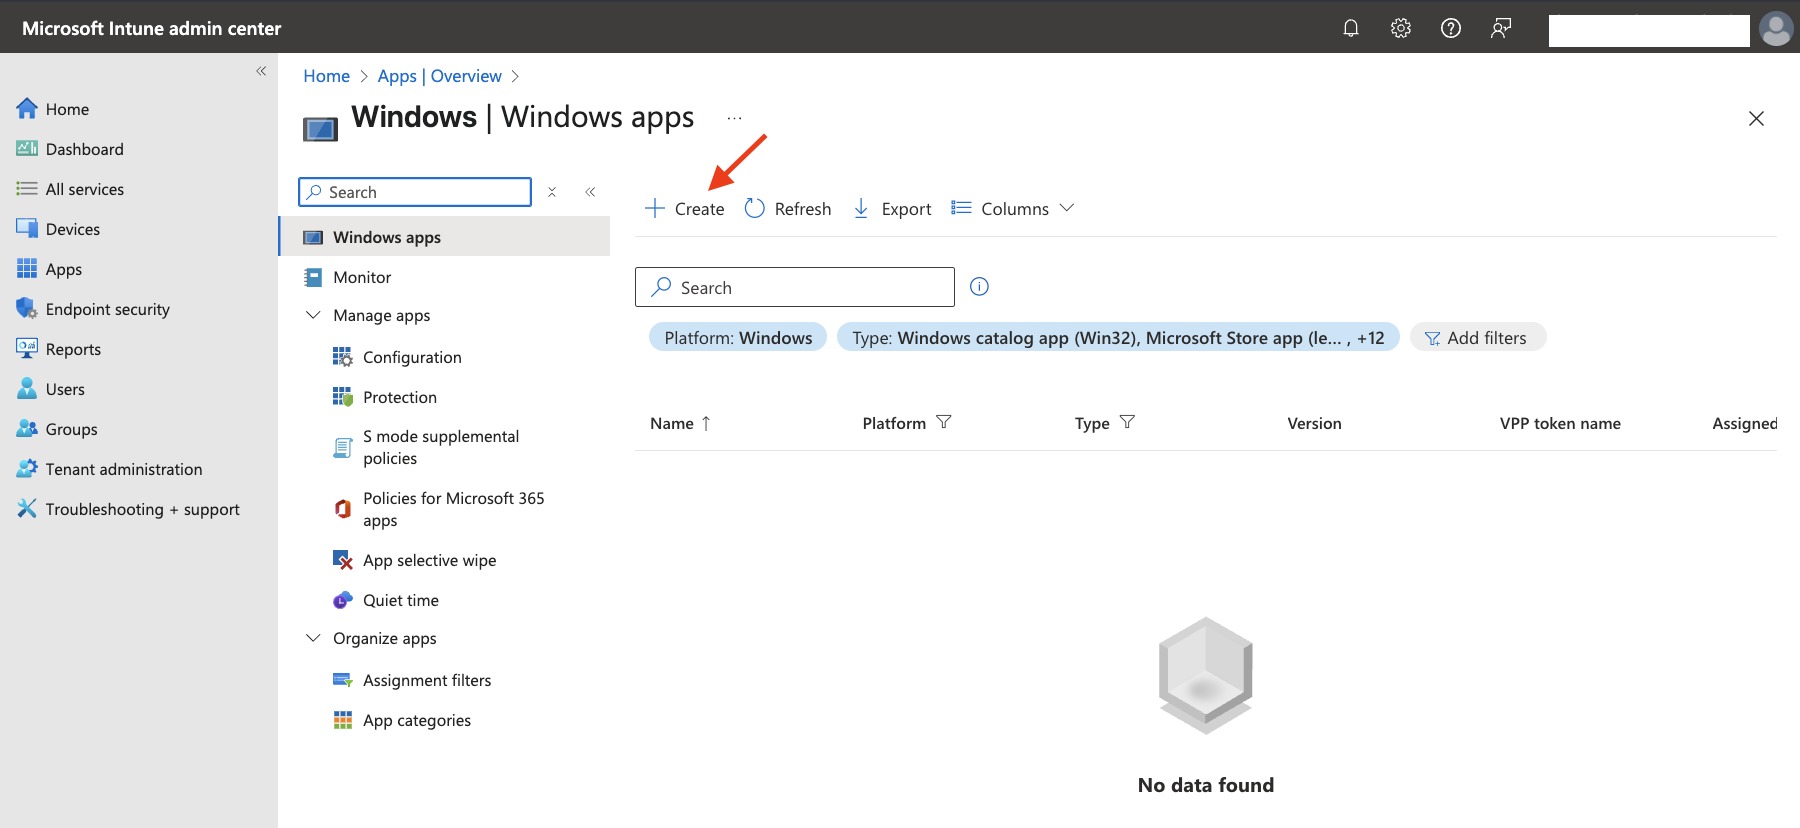 Microsoft Intune admin center
Home
Dashboard
All services
Devices
Apps
Endpoint security
Reports
Users
Groups
Tenant administration
Troubleshooting + support
Home > Apps | Overview >
Windows | Windows apps ...
Search
Windows apps
Monitor
Manage apps
Configuration
Protection
S mode supplemental
policies
Policies for Microsoft 365
apps
App selective wipe
Quiet time
Organize apps
Assignment filters
App categories
Create Refresh Export Columns
Search
Platform: Windows Type: Windows catalog app (Win32), Microsoft Store app (le... , +12 Add filters
Name Platform Type Version VPP token name Assigned
No data found